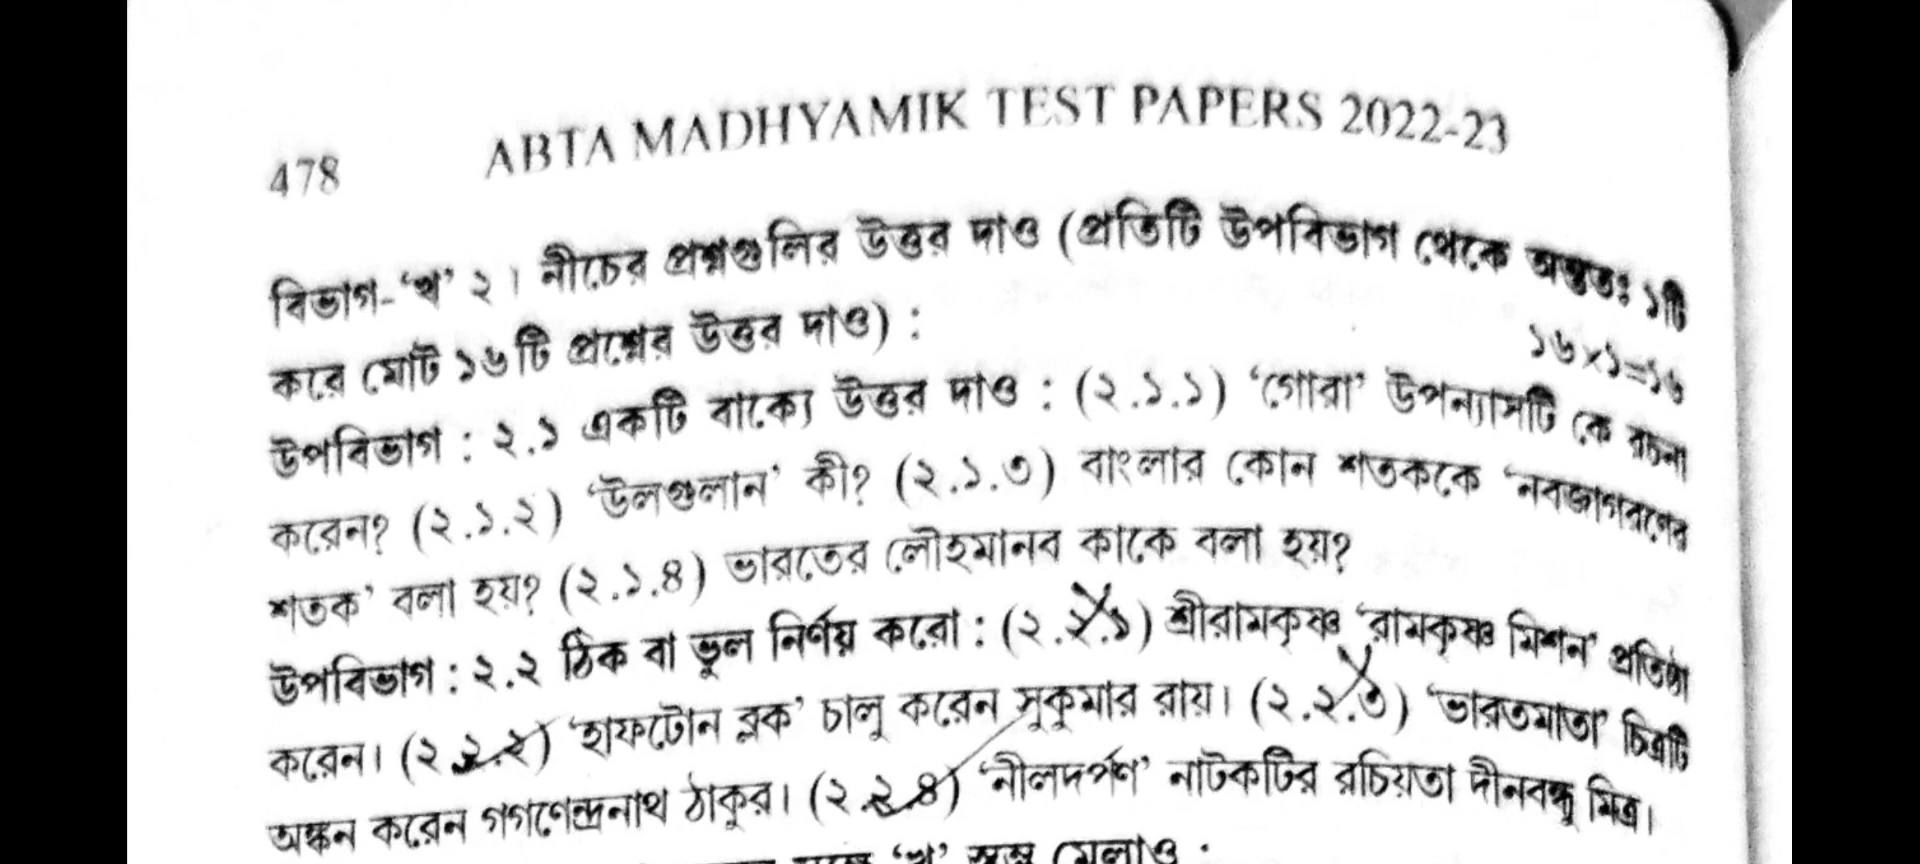 478 ABTA MADHYAMIK TEST PAPERS 2022-23
বিভাগ-‘খ’ ২। নীচের প্রশ্নগুলির উত্তর দাও (প্রতিটি উপবিভাগ থেকে অন্ততঃ ১টি
করে মোট ১৬টি প্রশ্নের উত্তর দাও) : ১৬×১=১৬
উপবিভাগ : ২.১ একটি বাক্যে উত্তর দাও : (২.১.১) ‘গোরা’ উপন্যাসটি কে রচনা
করেন? (২.১.২) ‘উলগুলান’ কী? (২.১.৩) বাংলার কোন শতককে ‘নবজাগরণের
শতক’ বলা হয়? (২.১.৪) ভারতের লৌহমানব কাকে বলা হয়?
উপবিভাগ : ২.২ ঠিক বা ভুল নির্ণয় করো : (২.২.১) শ্রীরামকৃষ্ণ ‘রামকৃষ্ণ মিশন’ প্রতিষ্ঠা
করেন। (২.২.২) ‘হাফটোন ব্লক’ চালু করেন সুকুমার রায়। (২.২.৩) ‘ভারতমাতা’ চিত্রটি
অঙ্কন করেন গগণেন্দ্রনাথ ঠাকুর। (২.২.৪) ‘নীলদর্পণ’ নাটকটির রচিয়তা দীনবন্ধু মিত্র।
‘খ’ স্তম্ভ মেলাও :